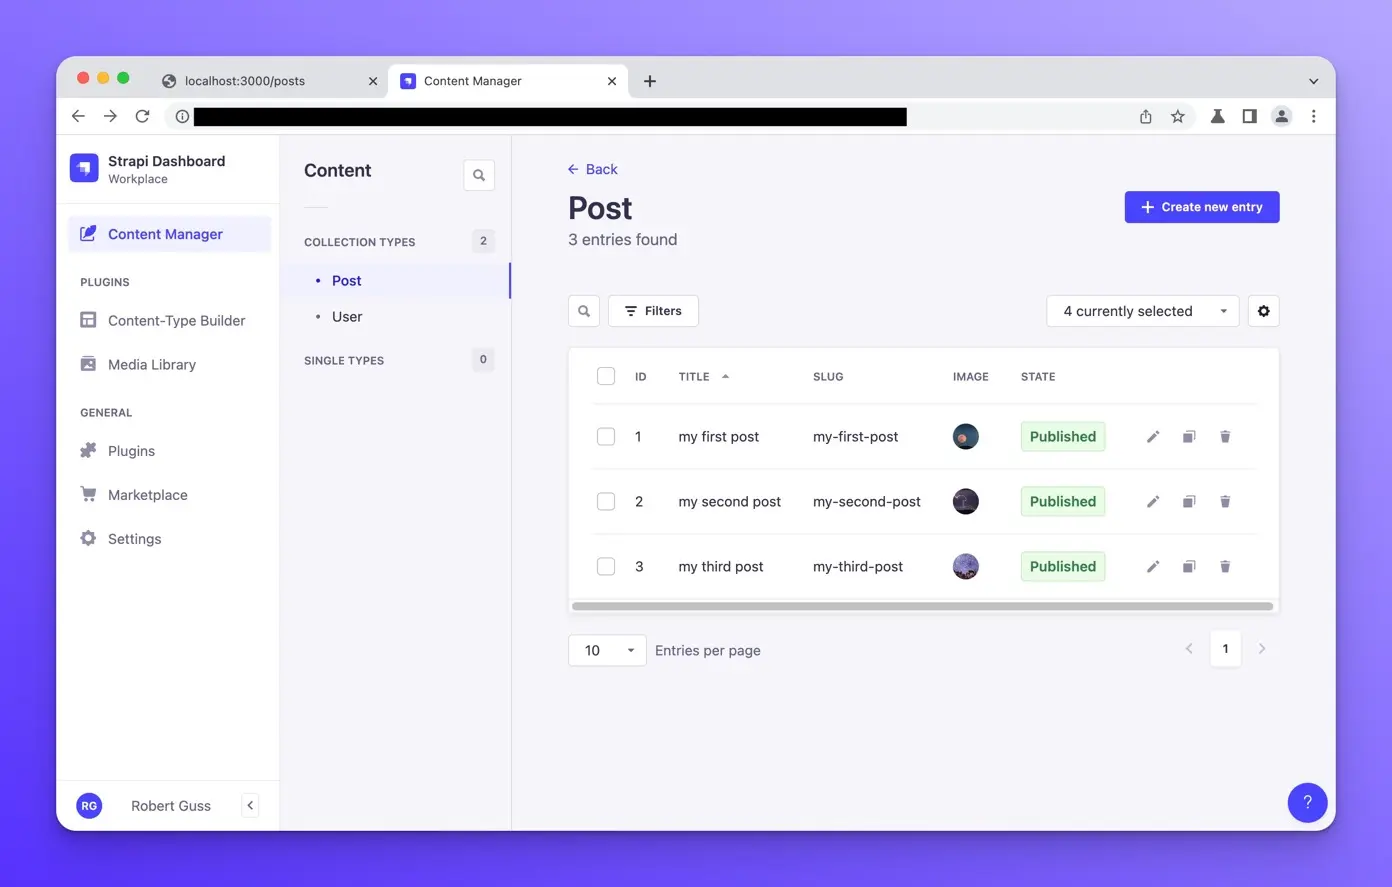 localhost:3000/posts
Content Manager
Strapi Dashboard
Workplace
Content Manager
PLUGINS
Content-Type Builder
Media Library
GENERAL
Plugins
Marketplace
Settings
RG Robert Guss
Content
COLLECTION TYPES 2
Post
User
SINGLE TYPES 0
Back
Post
3 entries found
Create new entry
Filters
4 currently selected
ID TITLE SLUG IMAGE STATE
1 my first post my-first-post Published
2 my second post my-second-post Published
3 my third post my-third-post Published
10 Entries per page
1
?